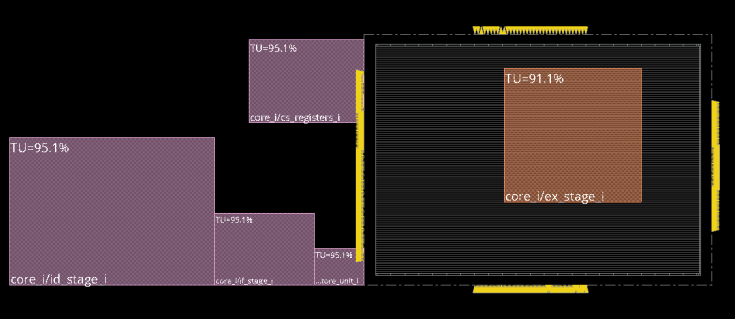 TU=95.1%
core_i/cs_registers_i
TU=91.1%
core_i/ex_stage_i
TU=95.1%
core_i/id_stage_i
TU=95.1%
core_i/if_stage_i
TU=95.1%
...tore_unit_i